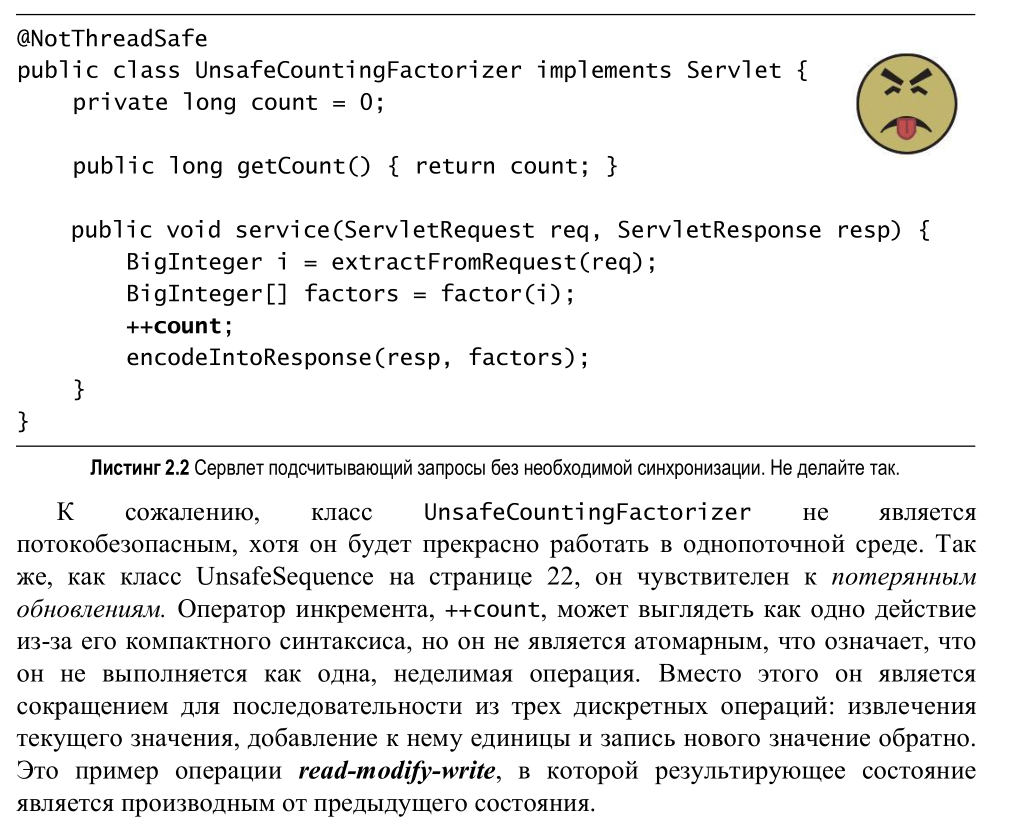 @NotThreadSafe
public class UnsafeCountingFactorizer implements Servlet {
    private long count = 0;

    public long getCount() { return count; }

    public void service(ServletRequest req, ServletResponse resp) {
        BigInteger i = extractFromRequest(req);
        BigInteger[] factors = factor(i);
        ++count;
        encodeIntoResponse(resp, factors);
    }
}
Листинг 2.2 Сервлет подсчитывающий запросы без необходимой синхронизации. Не делайте так.
К сожалению, класс UnsafeCountingFactorizer не является
потокобезопасным, хотя он будет прекрасно работать в однопоточной среде. Так
же, как класс UnsafeSequence на странице 22, он чувствителен к потерянным
обновлениям. Оператор инкремента, ++count, может выглядеть как одно действие
из-за его компактного синтаксиса, но он не является атомарным, что означает, что
он не выполняется как одна, неделимая операция. Вместо этого он является
сокращением для последовательности из трех дискретных операций: извлечения
текущего значения, добавление к нему единицы и запись нового значение обратно.
Это пример операции read-modify-write, в которой результирующее состояние
является производным от предыдущего состояния.